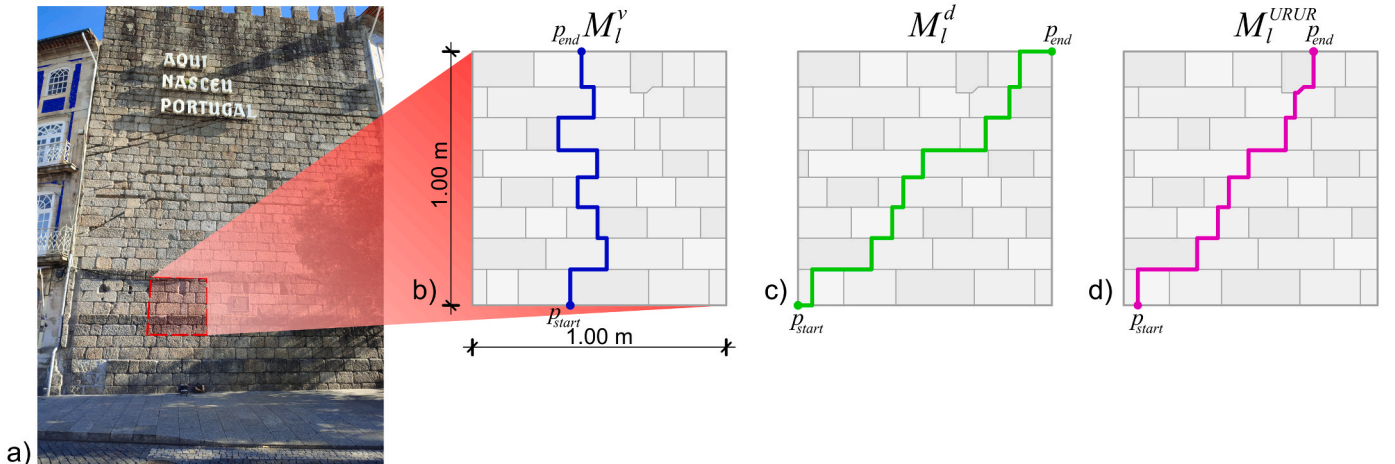 a)
AQUI
NASCEU
PORTUGAL
1.00 m
b)
p_end M_l^v
p_start
1.00 m
c)
M_l^d
p_end
p_start
d)
M_l^URUR
p_end
p_start